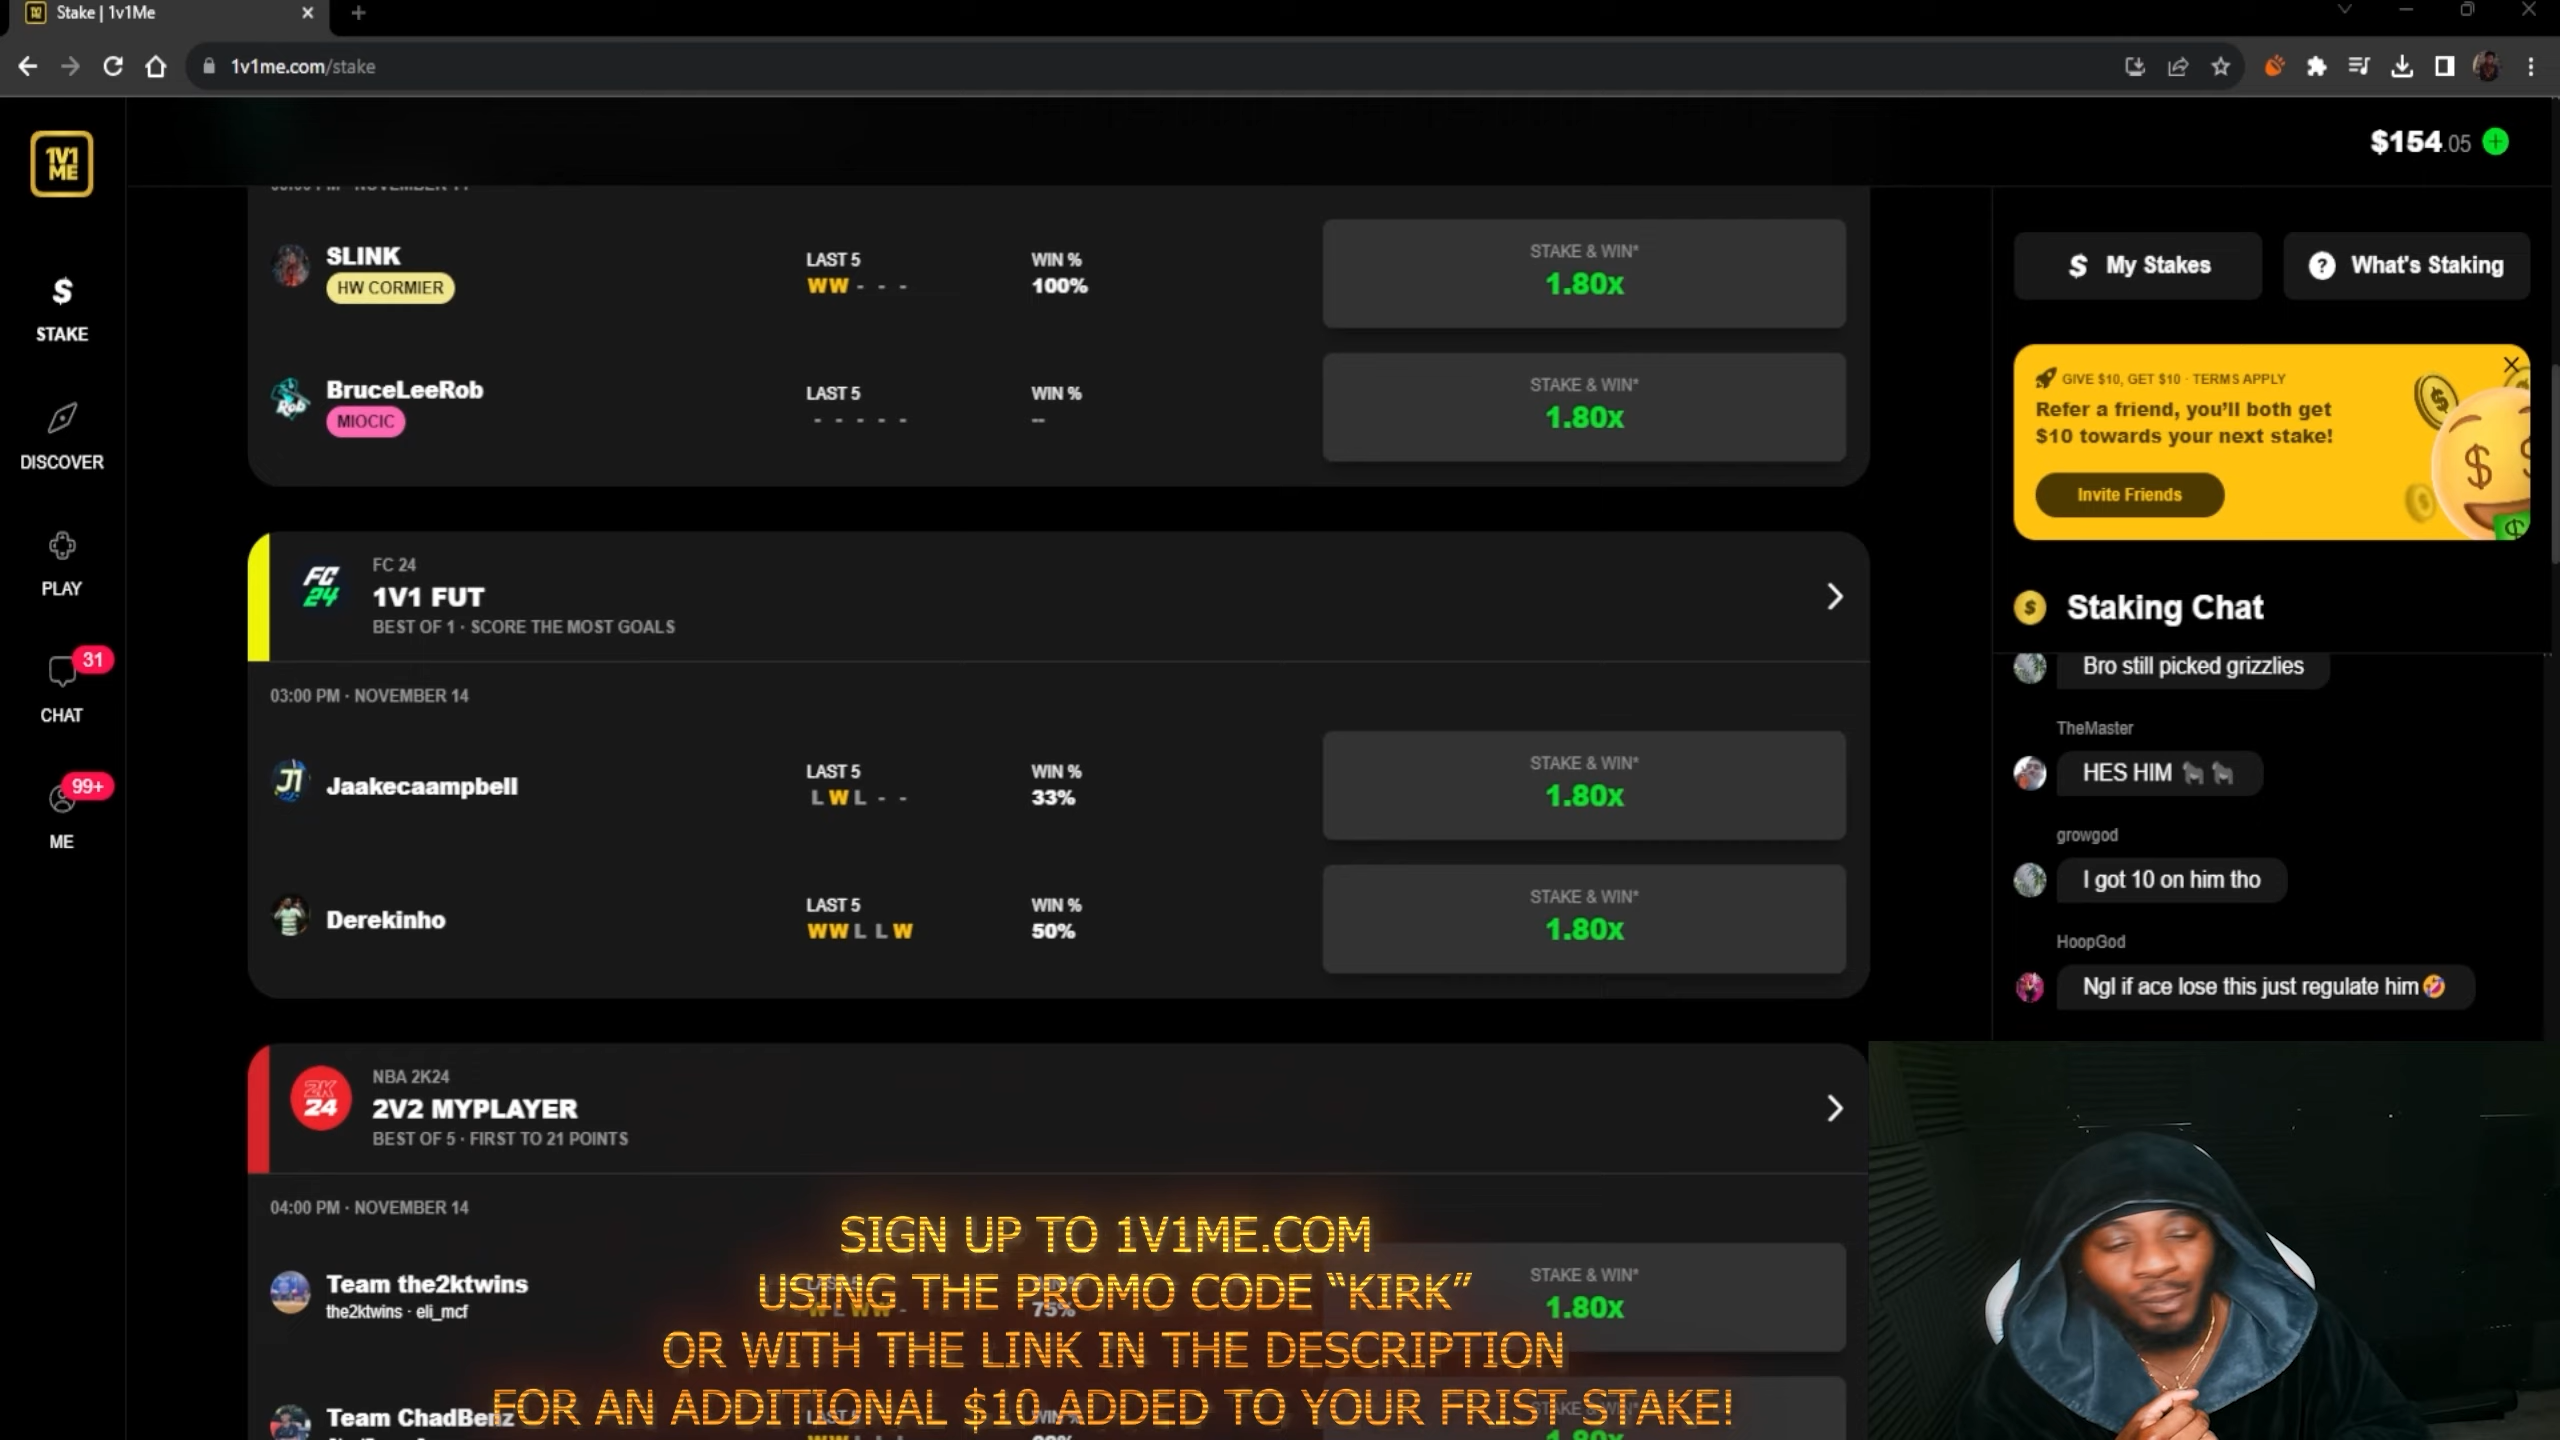 Stake | 1v1Me
1v1me.com/stake
1V1
ME
$154.05
STAKE
DISCOVER
PLAY
31
CHAT
99+
ME
SLINK
HW CORMIER
LAST 5
WW - - -
WIN %
100%
STAKE & WIN*
1.80x
BruceLeeRob
MIOCIC
LAST 5
- - - - -
WIN %
--
STAKE & WIN*
1.80x
FC 24
FC
24
1V1 FUT
BEST OF 1 · SCORE THE MOST GOALS
03:00 PM · NOVEMBER 14
Jaakecaampbell
LAST 5
L W L - -
WIN %
33%
STAKE & WIN*
1.80x
Derekinho
LAST 5
W W L L W
WIN %
50%
STAKE & WIN*
1.80x
NBA 2K24
2K
24
2V2 MYPLAYER
BEST OF 5 · FIRST TO 21 POINTS
04:00 PM · NOVEMBER 14
Team the2ktwins
the2ktwins · eli_mcf
75%
STAKE & WIN*
1.80x
Team ChadBenz
$ My Stakes
? What's Staking
GIVE $10, GET $10 · TERMS APPLY
Refer a friend, you'll both get
$10 towards your next stake!
Invite Friends
Staking Chat
Bro still picked grizzlies
TheMaster
HES HIM
growgod
I got 10 on him tho
HoopGod
Ngl if ace lose this just regulate him🤣
SIGN UP TO 1V1ME.COM
USING THE PROMO CODE “KIRK”
OR WITH THE LINK IN THE DESCRIPTION
FOR AN ADDITIONAL $10 ADDED TO YOUR FRIST STAKE!